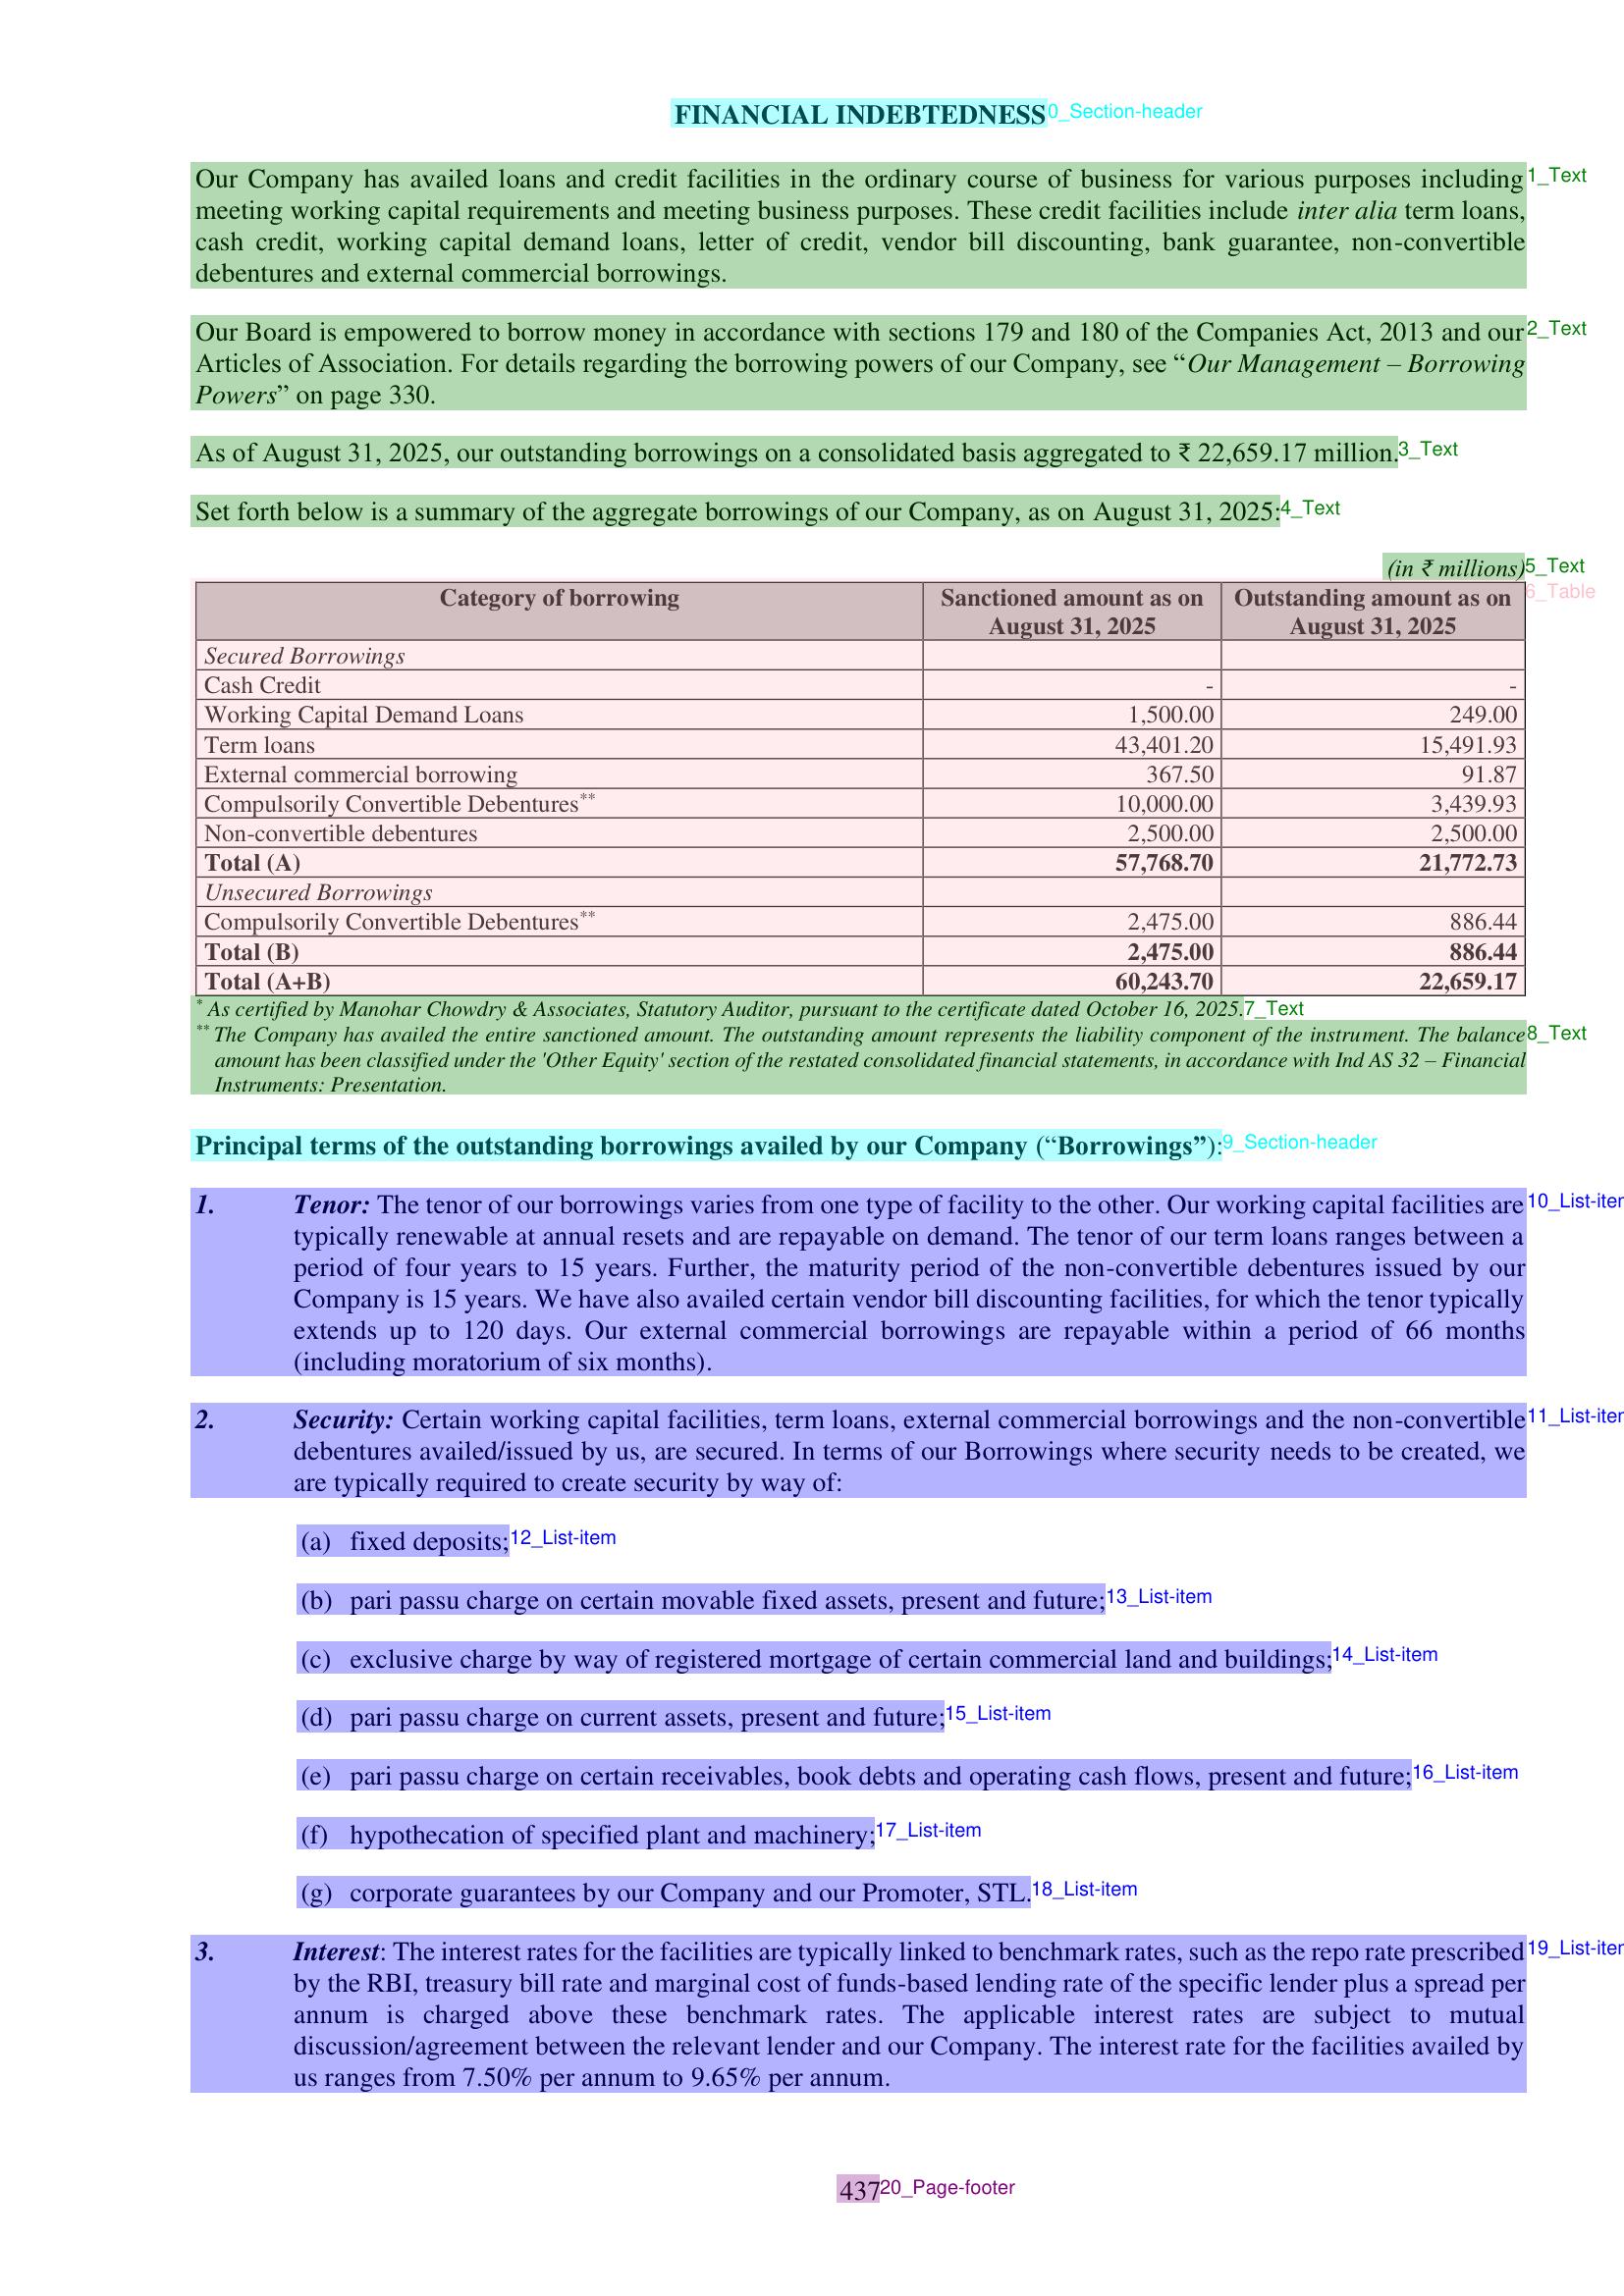 FINANCIAL INDEBTEDNESS 0_Section-header
Our Company has availed loans and credit facilities in the ordinary course of business for various purposes including 1_Text
meeting working capital requirements and meeting business purposes. These credit facilities include inter alia term loans,
cash credit, working capital demand loans, letter of credit, vendor bill discounting, bank guarantee, non-convertible
debentures and external commercial borrowings.
Our Board is empowered to borrow money in accordance with sections 179 and 180 of the Companies Act, 2013 and our 2_Text
Articles of Association. For details regarding the borrowing powers of our Company, see “Our Management – Borrowing
Powers” on page 330.
As of August 31, 2025, our outstanding borrowings on a consolidated basis aggregated to ₹ 22,659.17 million. 3_Text
Set forth below is a summary of the aggregate borrowings of our Company, as on August 31, 2025: 4_Text
(in ₹ millions) 5_Text
6_Table
Category of borrowing Sanctioned amount as on August 31, 2025 Outstanding amount as on August 31, 2025
Secured Borrowings
Cash Credit - -
Working Capital Demand Loans 1,500.00 249.00
Term loans 43,401.20 15,491.93
External commercial borrowing 367.50 91.87
Compulsorily Convertible Debentures** 10,000.00 3,439.93
Non-convertible debentures 2,500.00 2,500.00
Total (A) 57,768.70 21,772.73
Unsecured Borrowings
Compulsorily Convertible Debentures** 2,475.00 886.44
Total (B) 2,475.00 886.44
Total (A+B) 60,243.70 22,659.17
* As certified by Manohar Chowdry & Associates, Statutory Auditor, pursuant to the certificate dated October 16, 2025. 7_Text
** The Company has availed the entire sanctioned amount. The outstanding amount represents the liability component of the instrument. The balance 8_Text
amount has been classified under the 'Other Equity' section of the restated consolidated financial statements, in accordance with Ind AS 32 – Financial
Instruments: Presentation.
Principal terms of the outstanding borrowings availed by our Company (“Borrowings”): 9_Section-header
1. Tenor: The tenor of our borrowings varies from one type of facility to the other. Our working capital facilities are 10_List-iter
typically renewable at annual resets and are repayable on demand. The tenor of our term loans ranges between a
period of four years to 15 years. Further, the maturity period of the non-convertible debentures issued by our
Company is 15 years. We have also availed certain vendor bill discounting facilities, for which the tenor typically
extends up to 120 days. Our external commercial borrowings are repayable within a period of 66 months
(including moratorium of six months).
2. Security: Certain working capital facilities, term loans, external commercial borrowings and the non-convertible 11_List-iter
debentures availed/issued by us, are secured. In terms of our Borrowings where security needs to be created, we
are typically required to create security by way of:
(a) fixed deposits; 12_List-item
(b) pari passu charge on certain movable fixed assets, present and future; 13_List-item
(c) exclusive charge by way of registered mortgage of certain commercial land and buildings; 14_List-item
(d) pari passu charge on current assets, present and future; 15_List-item
(e) pari passu charge on certain receivables, book debts and operating cash flows, present and future; 16_List-item
(f) hypothecation of specified plant and machinery; 17_List-item
(g) corporate guarantees by our Company and our Promoter, STL. 18_List-item
3. Interest: The interest rates for the facilities are typically linked to benchmark rates, such as the repo rate prescribed 19_List-iter
by the RBI, treasury bill rate and marginal cost of funds-based lending rate of the specific lender plus a spread per
annum is charged above these benchmark rates. The applicable interest rates are subject to mutual
discussion/agreement between the relevant lender and our Company. The interest rate for the facilities availed by
us ranges from 7.50% per annum to 9.65% per annum.
437 20_Page-footer